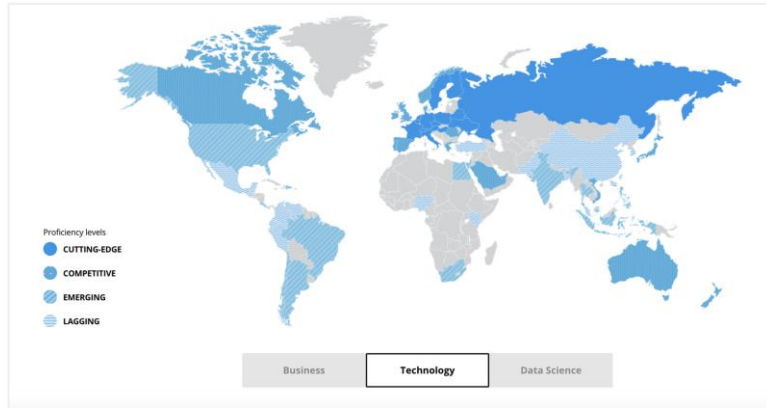 Proficiency levels
CUTTING-EDGE
COMPETITIVE
EMERGING
LAGGING
Business Technology Data Science